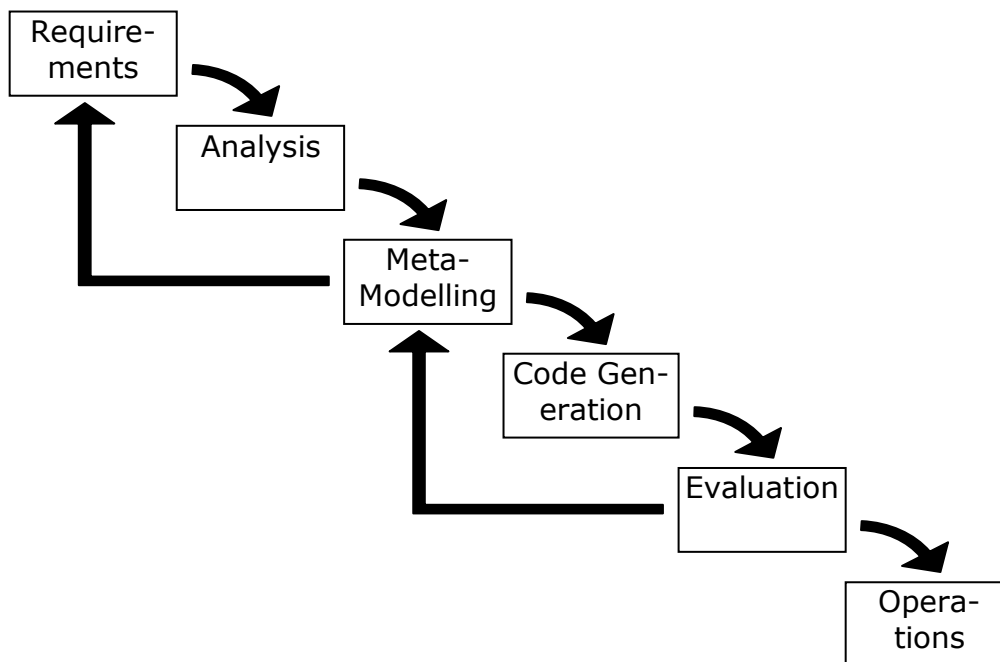 Require-
ments
Analysis
Meta-
Modelling
Code Gen-
eration
Evaluation
Opera-
tions